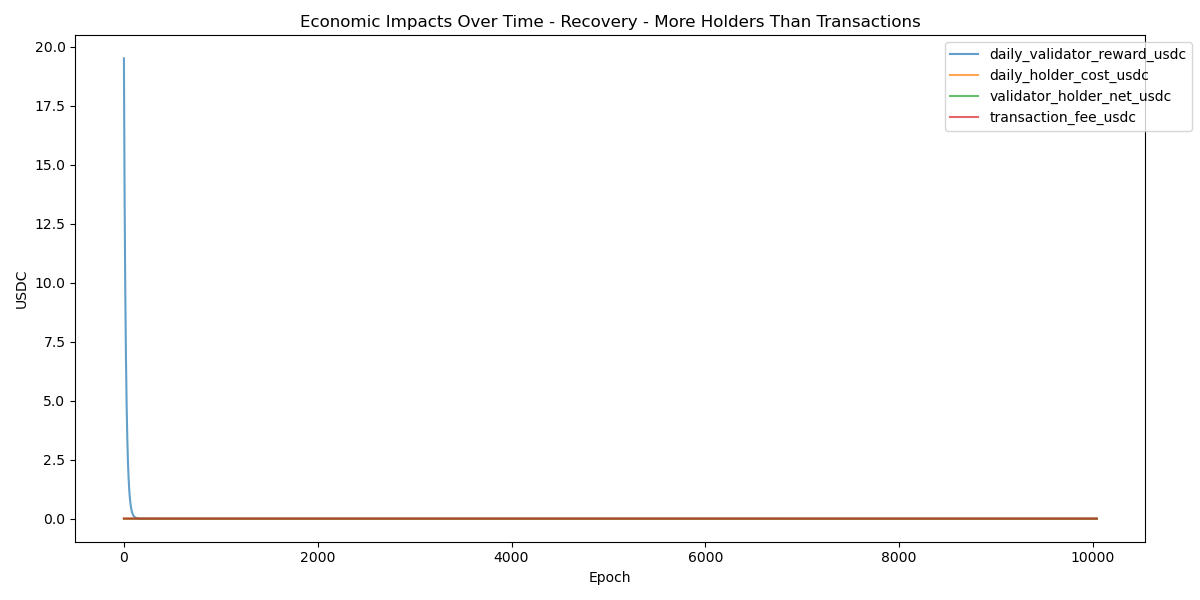 Economic Impacts Over Time - Recovery - More Holders Than Transactions
20.0
17.5
15.0
12.5
10.0
7.5
5.0
2.5
0.0
USDC
daily_validator_reward_usdc
daily_holder_cost_usdc
validator_holder_net_usdc
transaction_fee_usdc
0
2000
4000
6000
8000
10000
Epoch